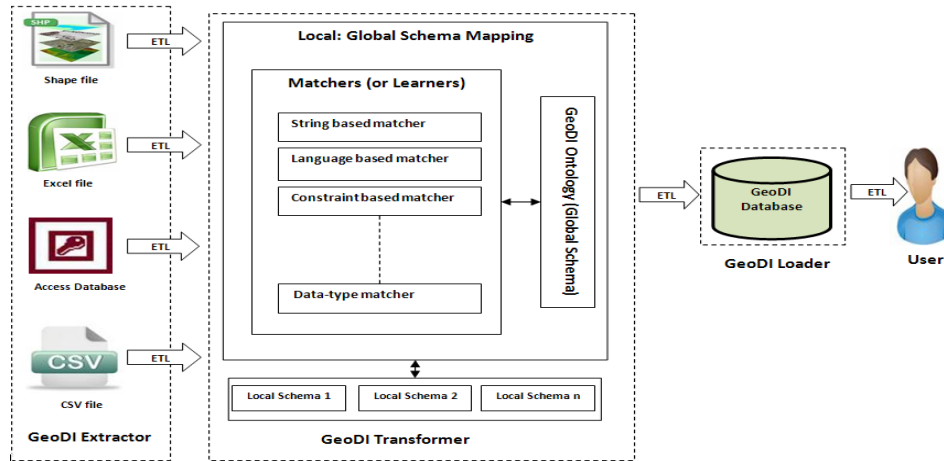 SHP
Shape file
ETL
Excel file
ETL
Access Database
ETL
CSV
CSV file
ETL
GeoDI Extractor
Local: Global Schema Mapping
Matchers (or Learners)
String based matcher
Language based matcher
Constraint based matcher
Data-type matcher
GeoDI Ontology (Global Schema)
Local Schema 1
Local Schema 2
Local Schema n
GeoDI Transformer
ETL
GeoDI
Database
GeoDI Loader
ETL
User